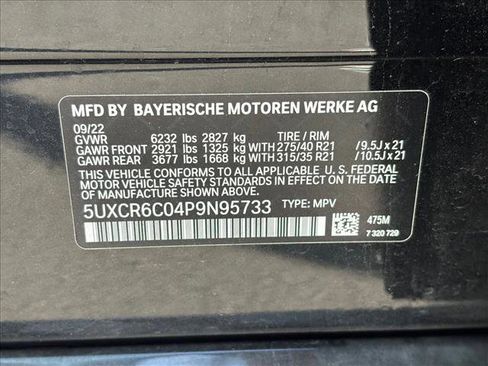 MFD BY BAYERISCHE MOTOREN WERKE AG
09/22
GVWR 6232 lbs 2827 kg TIRE / RIM
GAWR FRONT 2921 lbs 1325 kg WITH 275/40 R21 /9.5J x 21
GAWR REAR 3677 lbs 1668 kg WITH 315/35 R21 /10.5J x 21
THIS VEHICLE CONFORMS TO ALL APPLICABLE U. S. FEDERAL
MOTOR VEHICLE SAFETY STANDARDS IN EFFECT ON THE
DATE OF MANUFACTURE SHOWN ABOVE.
5UXCR6C04P9N95733 TYPE: MPV
475M
7 320 729